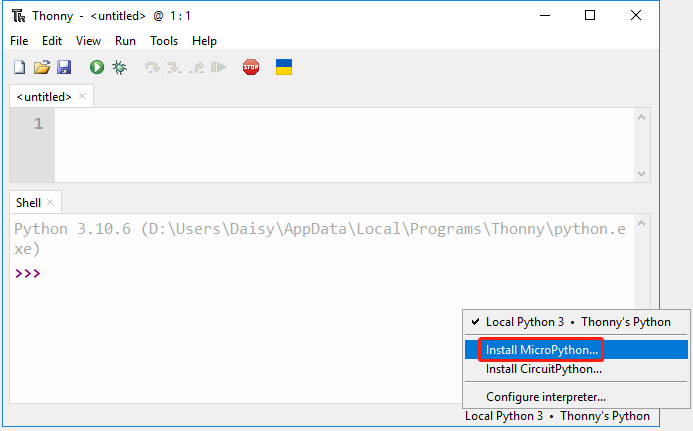 Thonny - <untitled> @ 1 : 1
File Edit View Run Tools Help
STOP
<untitled> ×
1
Shell ×
Python 3.10.6 (D:\Users\Daisy\AppData\Local\Programs\Thonny\python.e
xe)
>>>
✓ Local Python 3 • Thonny's Python
Install MicroPython...
Install CircuitPython...
Configure interpreter...
Local Python 3 • Thonny's Python